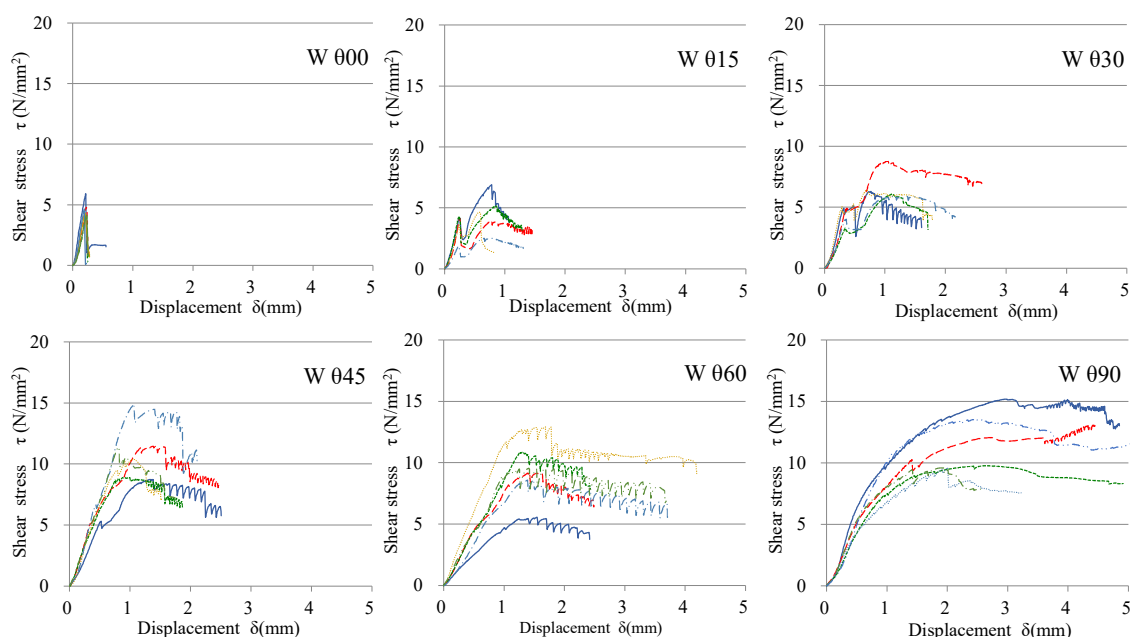 W θ00
Shear stress τ (N/mm²)
20
15
10
5
0
0 1 2 3 4 5
Displacement δ(mm)
W θ15
Shear stress τ (N/mm²)
20
15
10
5
0
0 1 2 3 4 5
Displacement δ(mm)
W θ30
Shear stress τ (N/mm²)
20
15
10
5
0
0 1 2 3 4 5
Displacement δ(mm)
W θ45
Shear stress τ (N/mm²)
20
15
10
5
0
0 1 2 3 4 5
Displacement δ(mm)
W θ60
Shear stress τ (N/mm²)
20
15
10
5
0
0 1 2 3 4 5
Displacement δ(mm)
W θ90
Shear stress τ (N/mm²)
20
15
10
5
0
0 1 2 3 4 5
Displacement δ(mm)